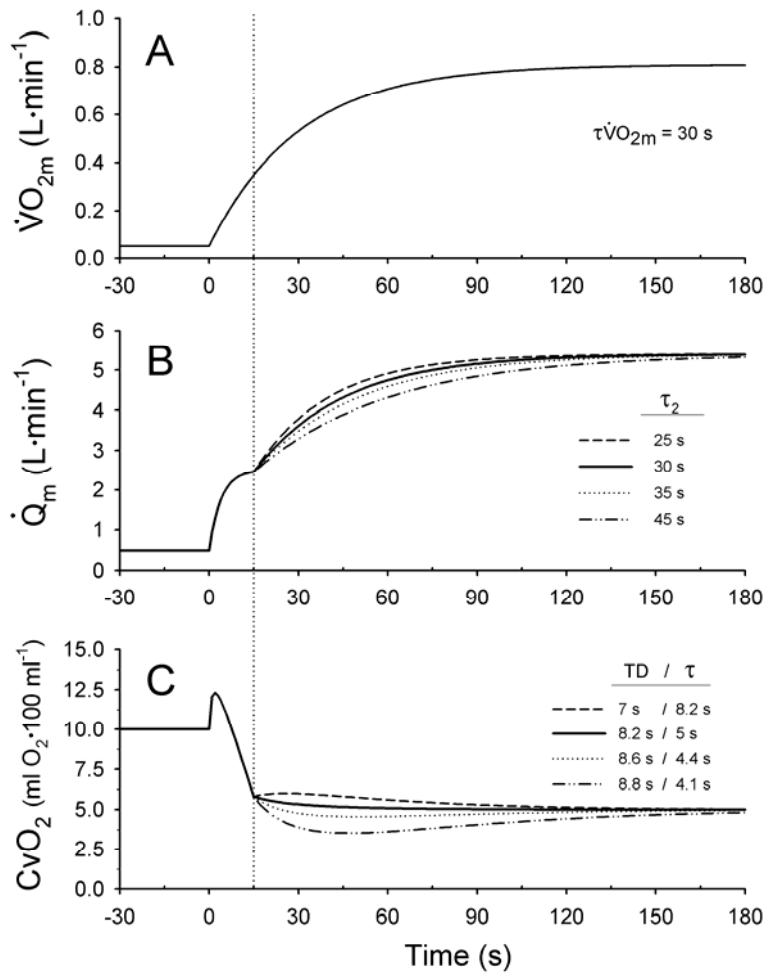 A
V̇O2m (L·min-1)
1.0
0.8
0.6
0.4
0.2
0.0
τV̇O2m = 30 s
-30 0 30 60 90 120 150 180
B
Q̇m (L·min-1)
6
5
4
3
2
1
0
τ2
25 s
30 s
35 s
45 s
-30 0 30 60 90 120 150 180
C
CvO2 (ml O2·100 ml-1)
15.0
12.5
10.0
7.5
5.0
2.5
0.0
TD / τ
7 s / 8.2 s
8.2 s / 5 s
8.6 s / 4.4 s
8.8 s / 4.1 s
-30 0 30 60 90 120 150 180
Time (s)